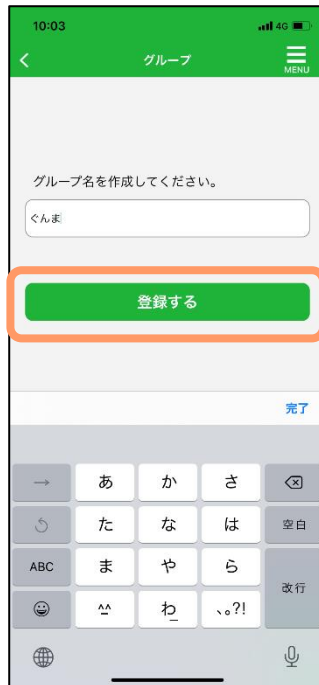 10:03
4G
グループ
MENU
グループ名を作成してください。
ぐんま
登録する
完了
→ あ か さ
た な は 空白
ABC ま や ら 改行
^^ わ_ 、。?!